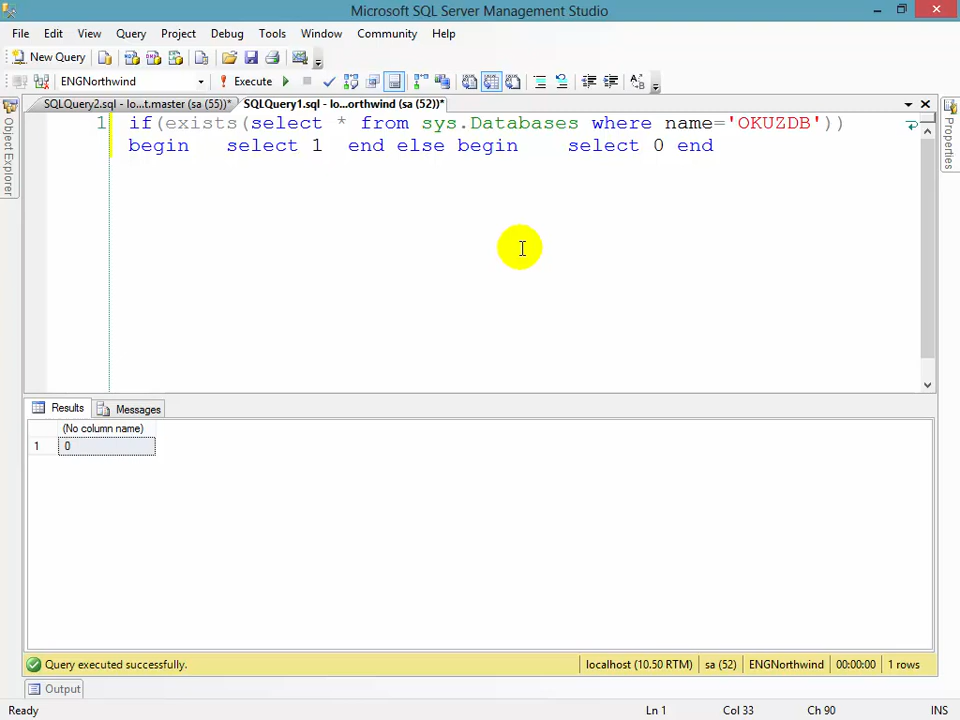 Microsoft SQL Server Management Studio
File Edit View Query Project Debug Tools Window Community Help
New Query
ENGNorthwind Execute
SQLQuery2.sql - lo...t.master (sa (55))* SQLQuery1.sql - lo...orthwind (sa (52))*
Object Explorer
Properties
1 if(exists(select * from sys.Databases where name='OKUZDB'))
begin select 1 end else begin select 0 end
Results Messages
(No column name)
1 0
Query executed successfully. localhost (10.50 RTM) sa (52) ENGNorthwind 00:00:00 1 rows
Output
Ready Ln 1 Col 33 Ch 90 INS